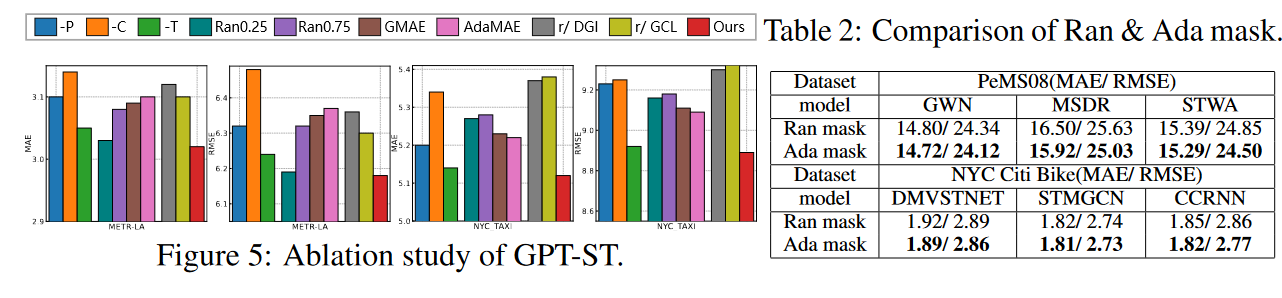 -P -C -T Ran0.25 Ran0.75 GMAE AdaMAE r/ DGI r/ GCL Ours
MAE
3.1
3.0
2.9
METR-LA
RMSE
6.4
6.3
6.2
6.1
METR-LA
MAE
5.4
5.3
5.2
5.1
5.0
NYC_TAXI
RMSE
9.2
9.0
8.8
8.6
NYC_TAXI
Figure 5: Ablation study of GPT-ST.
Table 2: Comparison of Ran & Ada mask.
Dataset PeMS08(MAE/ RMSE)
model GWN MSDR STWA
Ran mask 14.80/ 24.34 16.50/ 25.63 15.39/ 24.85
Ada mask 14.72/ 24.12 15.92/ 25.03 15.29/ 24.50
Dataset NYC Citi Bike(MAE/ RMSE)
model DMVSTNET STMGCN CCRNN
Ran mask 1.92/ 2.89 1.82/ 2.74 1.85/ 2.86
Ada mask 1.89/ 2.86 1.81/ 2.73 1.82/ 2.77